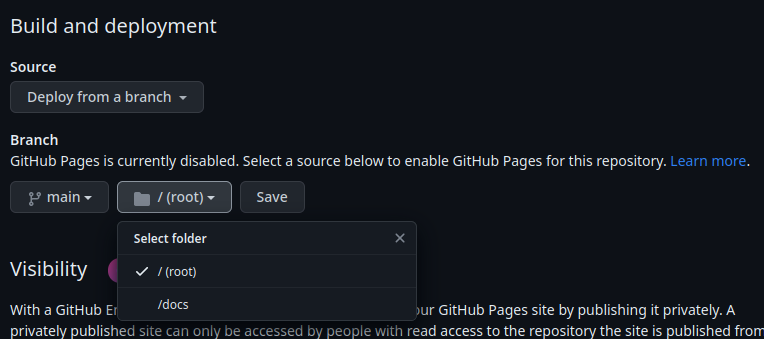 Build and deployment
Source
Deploy from a branch
Branch
GitHub Pages is currently disabled. Select a source below to enable GitHub Pages for this repository. Learn more.
main / (root) Save
Select folder
/ (root)
/docs
Visibility
With a GitHub En our GitHub Pages site by publishing it privately. A
privately published site can only be accessed by people with read access to the repository the site is published from